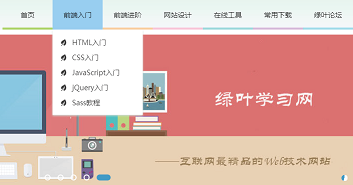 首页 前端入门 前端进阶 网站设计 在线工具 常用下载 绿叶论坛
HTML入门
CSS入门
JavaScript入门
jQuery入门
Sass教程
绿叶学习网
——互联网最精品的Web技术网站